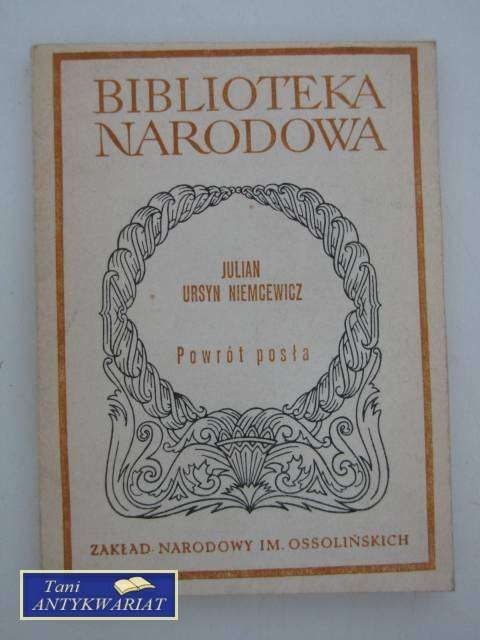 BIBLIOTEKA
NARODOWA
JULIAN
URSYN NIEMCEWICZ
Powrót posła
ZAKŁAD NARODOWY IM. OSSOLIŃSKICH
Tani
ANTYKWARIAT